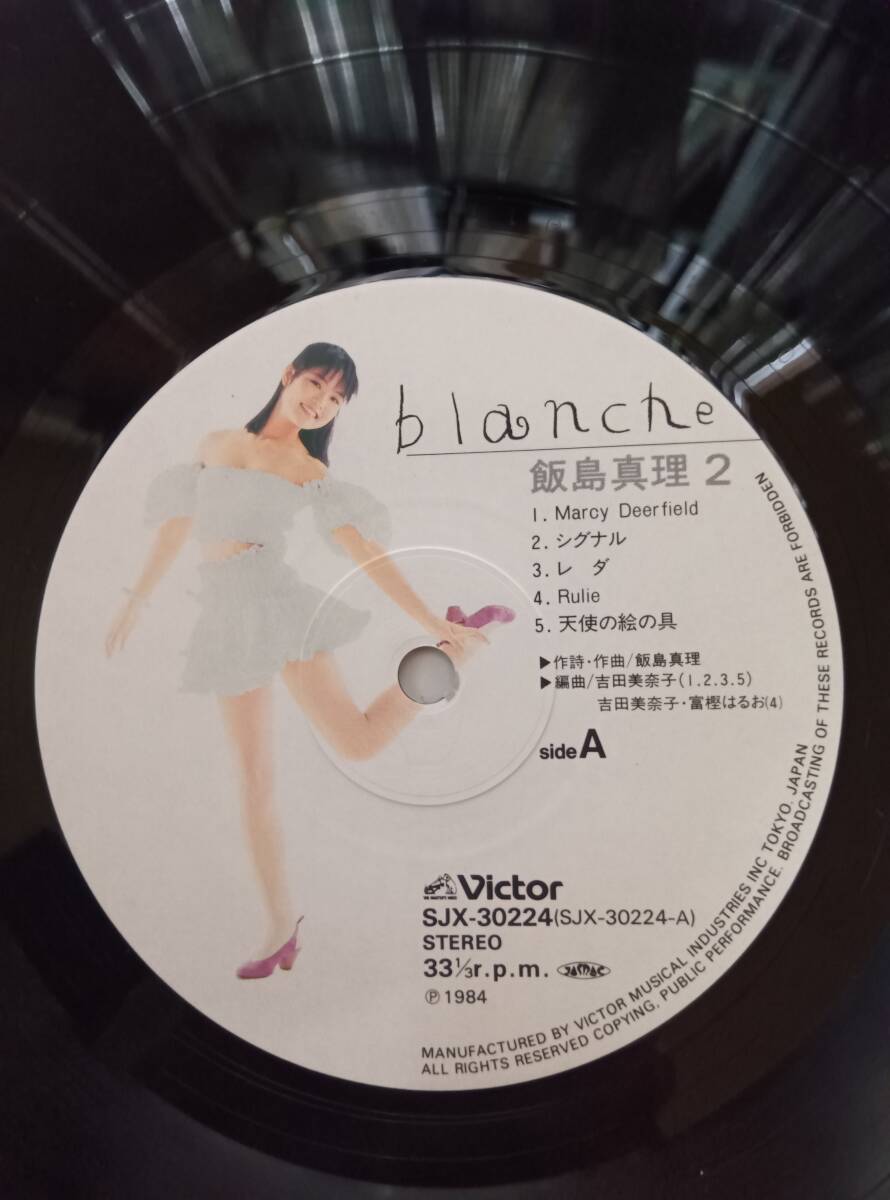 blanche
飯島真理 2
1. Marcy Deerfield
2. シグナル
3. レダ
4. Rulie
5. 天使の絵の具
▶作詩・作曲/飯島真理
▶編曲/吉田美奈子(1.2.3.5)
吉田美奈子・富樫はるお(4)
side A
Victor
SJX-30224(SJX-30224-A)
STEREO
33⅓r.p.m. JASRAC
Ⓟ1984
MANUFACTURED BY VICTOR MUSICAL INDUSTRIES INC TOKYO. JAPAN
ALL RIGHTS RESERVED COPYING, PUBLIC PERFORMANCE. BROADCASTING OF THESE RECORDS ARE FORBIDDEN